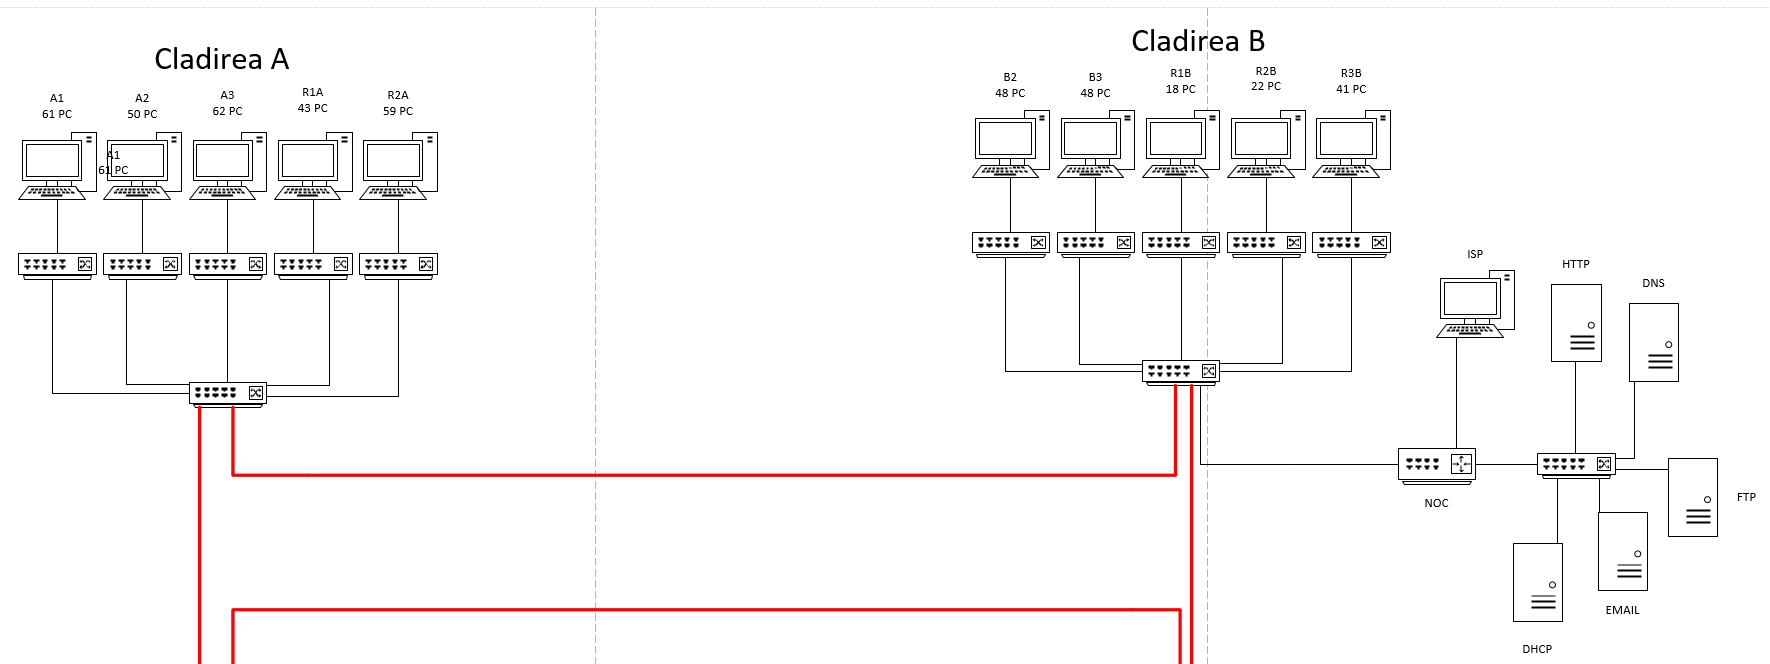 Cladirea A
Cladirea B
A1
61 PC
A2
50 PC
A3
62 PC
R1A
43 PC
R2A
59 PC
A1
61 PC
B2
48 PC
B3
48 PC
R1B
18 PC
R2B
22 PC
R3B
41 PC
ISP
HTTP
DNS
NOC
FTP
EMAIL
DHCP